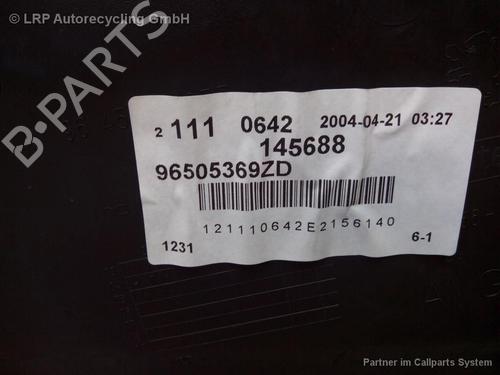 © LRP Autorecycling GmbH
B-PARTS
2 111 0642 2004-04-21 03:27
145688
96505369ZD
121110642E2156140
1231 6-1
Partner im Callparts System